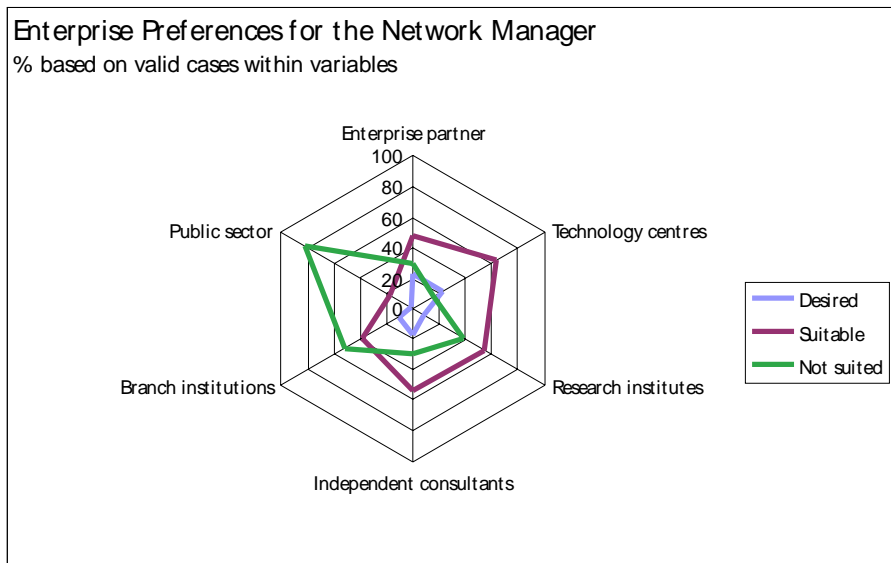 Enterprise Preferences for the Network Manager
% based on valid cases within variables
Enterprise partner
100
80
Public sector
Technology centres
60
40
20
0
Desired
Suitable
Not suited
Branch institutions
Research institutes
Independent consultants